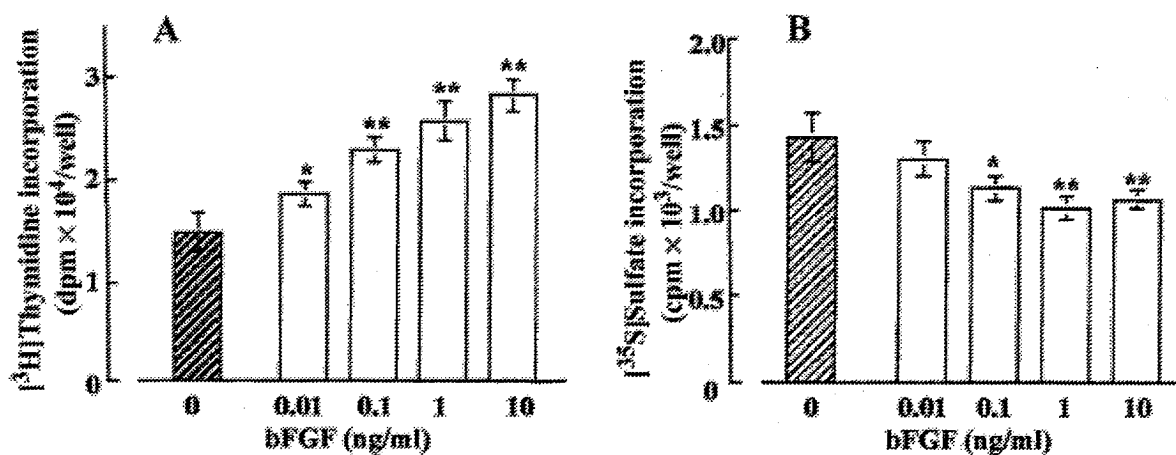 A
[³H]Thymidine incorporation
(dpm × 10⁴/well)
3
2
1
0
*
**
**
**
0 0.01 0.1 1 10
bFGF (ng/ml)
B
[³⁵S]Sulfate incorporation
(cpm × 10³/well)
2.0
1.5
1.0
0.5
0
*
**
**
0 0.01 0.1 1 10
bFGF (ng/ml)